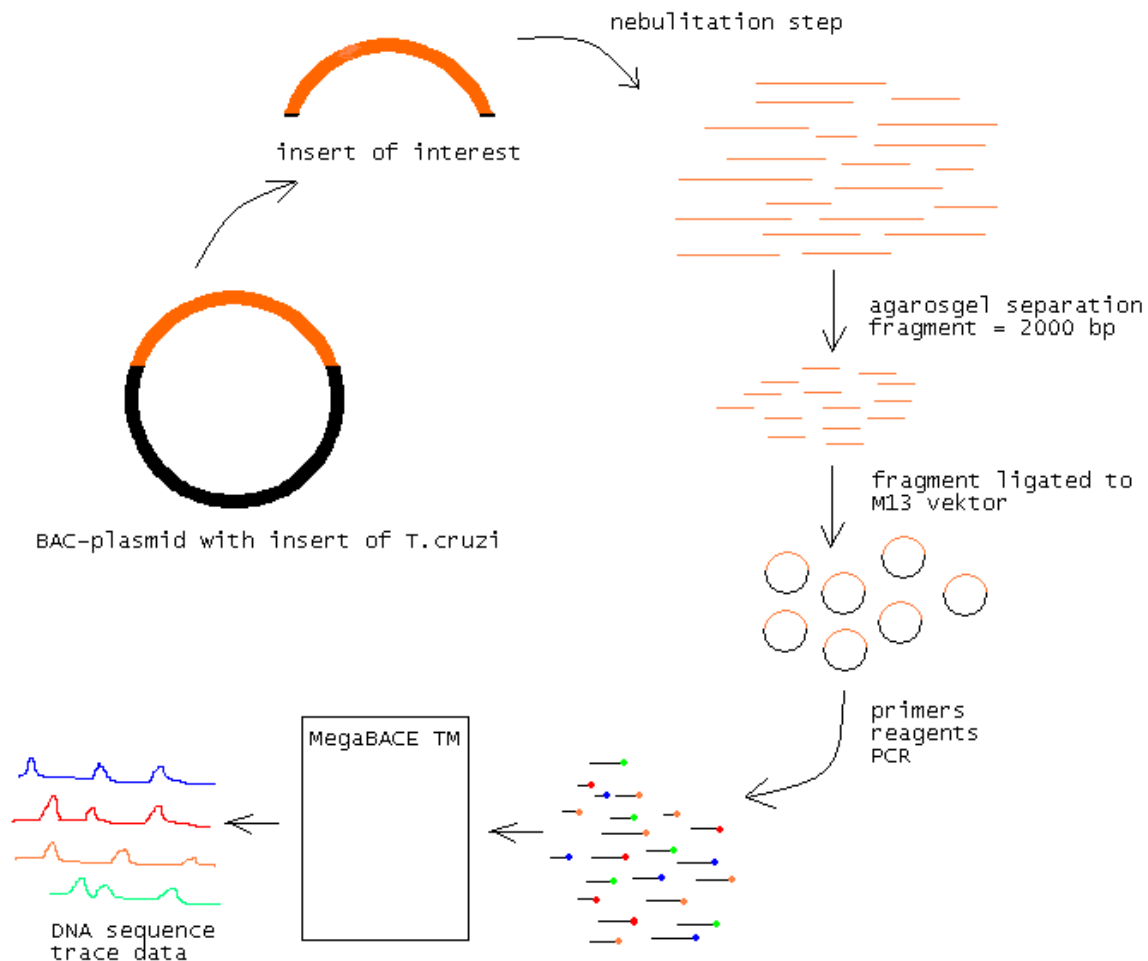 nebulitation step
insert of interest
BAC-plasmid with insert of T.cruzi
agarosgel separation
fragment = 2000 bp
fragment ligated to
M13 vektor
primers
reagents
PCR
MegaBACE TM
DNA sequence
trace data